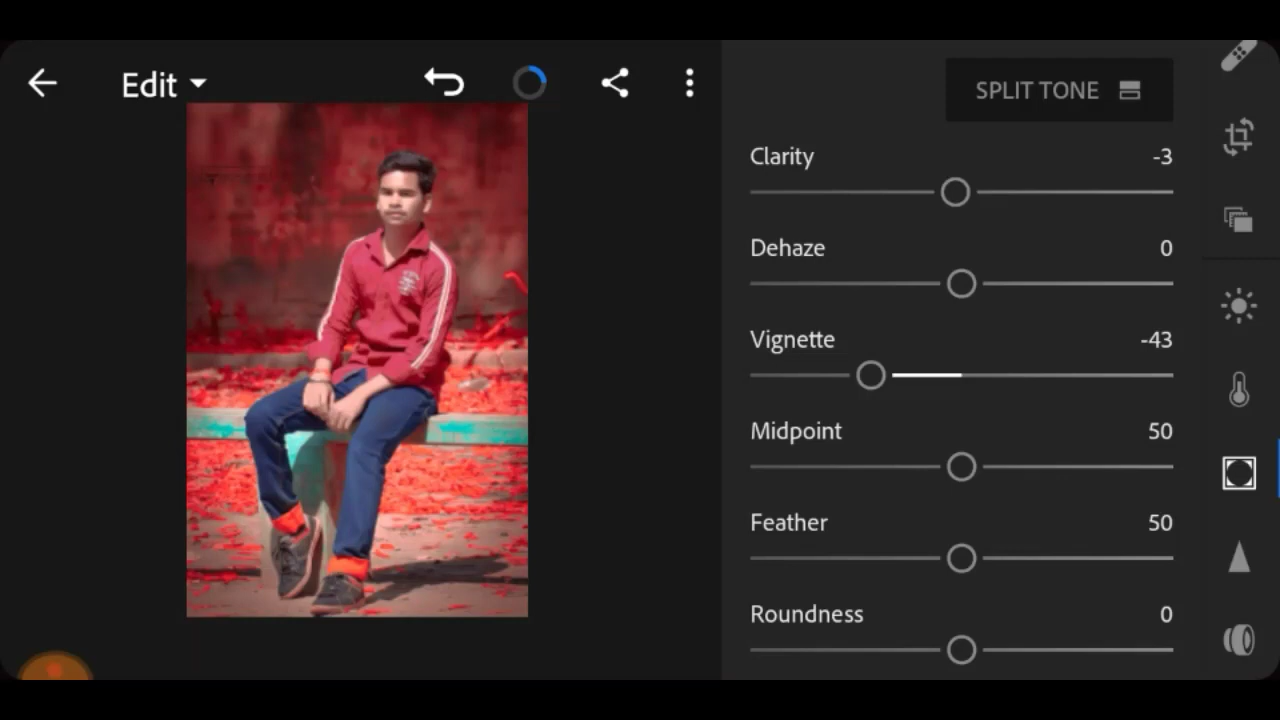 Edit
SPLIT TONE
Clarity -3
Dehaze 0
Vignette -43
Midpoint 50
Feather 50
Roundness 0